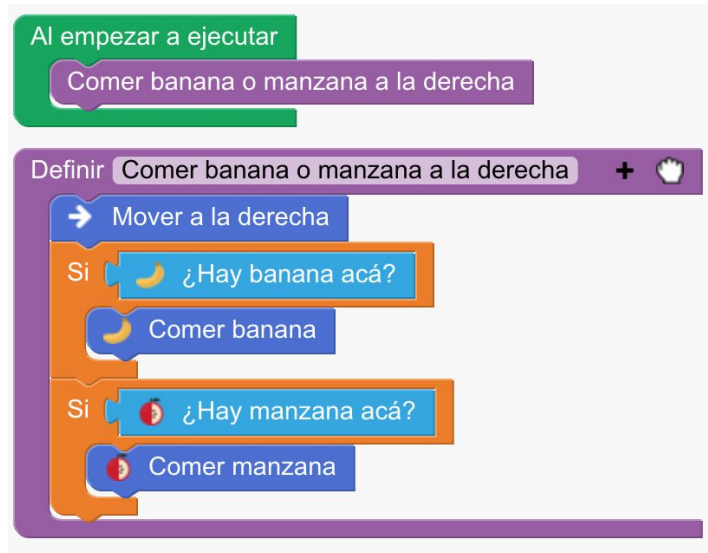 Al empezar a ejecutar
Comer banana o manzana a la derecha
Definir Comer banana o manzana a la derecha +
Mover a la derecha
Si ¿Hay banana acá?
Comer banana
Si ¿Hay manzana acá?
Comer manzana